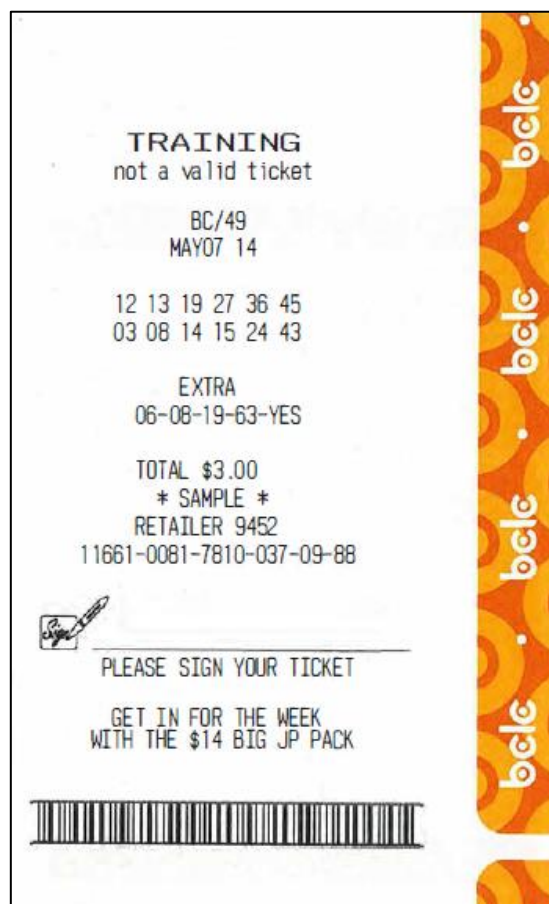 TRAINING
not a valid ticket
BC/49
MAY07 14
12 13 19 27 36 45
03 08 14 15 24 43
EXTRA
06-08-19-63-YES
TOTAL $3.00
* SAMPLE *
RETAILER 9452
11661-0081-7810-037-09-88
PLEASE SIGN YOUR TICKET
GET IN FOR THE WEEK
WITH THE $14 BIG JP PACK
bclc
bclc
bclc
bclc